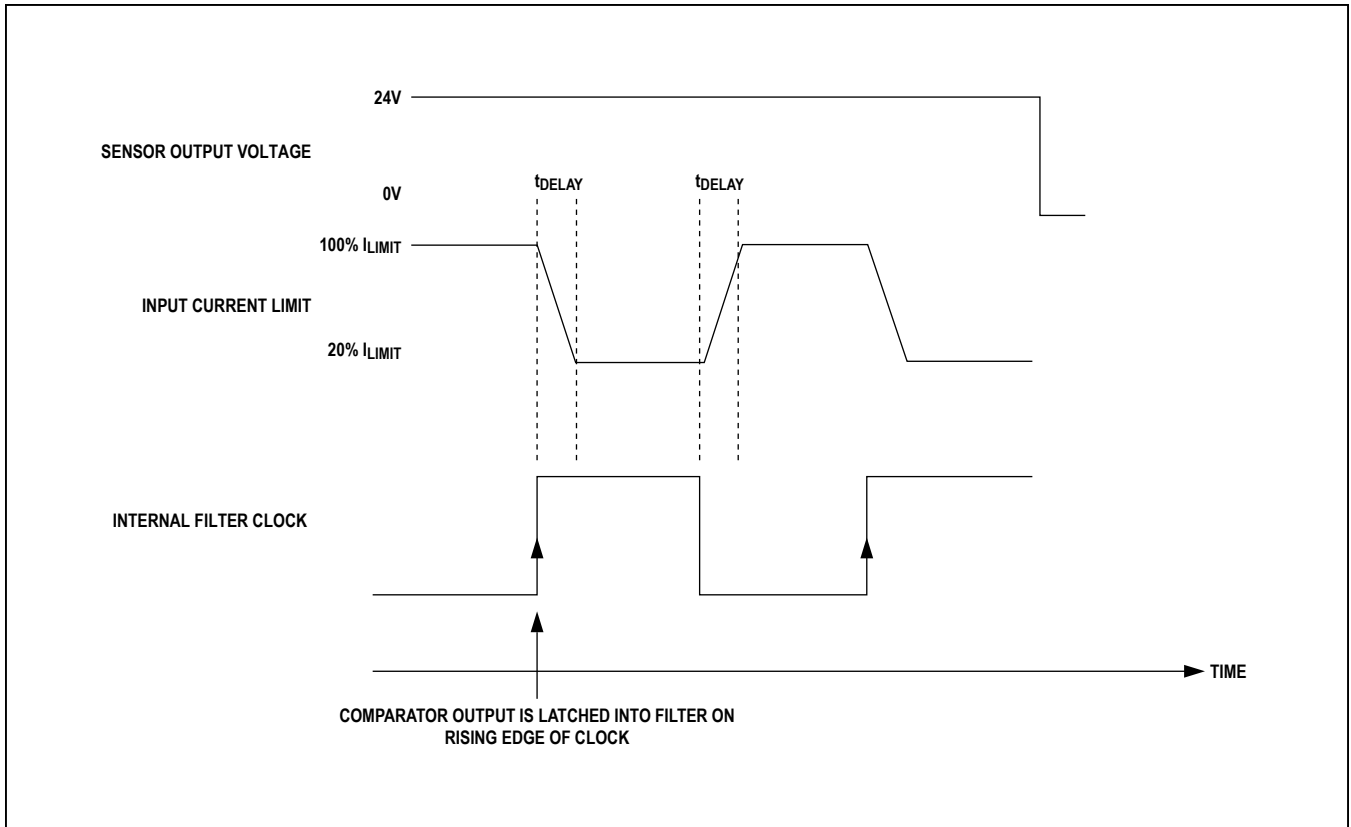 24V
SENSOR OUTPUT VOLTAGE
0V
tDELAY
tDELAY
100% ILIMIT
INPUT CURRENT LIMIT
20% ILIMIT
INTERNAL FILTER CLOCK
TIME
COMPARATOR OUTPUT IS LATCHED INTO FILTER ON
RISING EDGE OF CLOCK